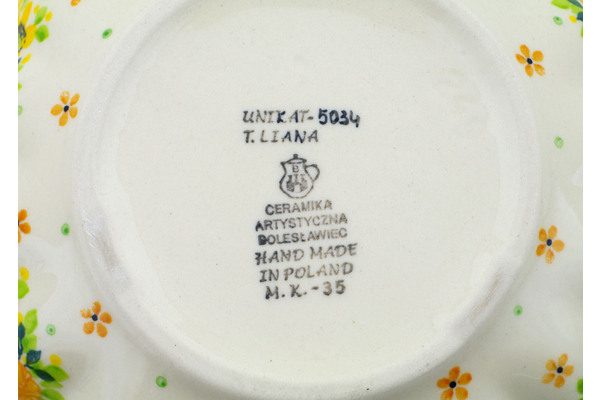 UNIKAT-5034
T. LIANA
B
CERAMIKA
ARTYSTYCZNA
BOLESŁAWIEC
HAND MADE
IN POLAND
M.K.-35